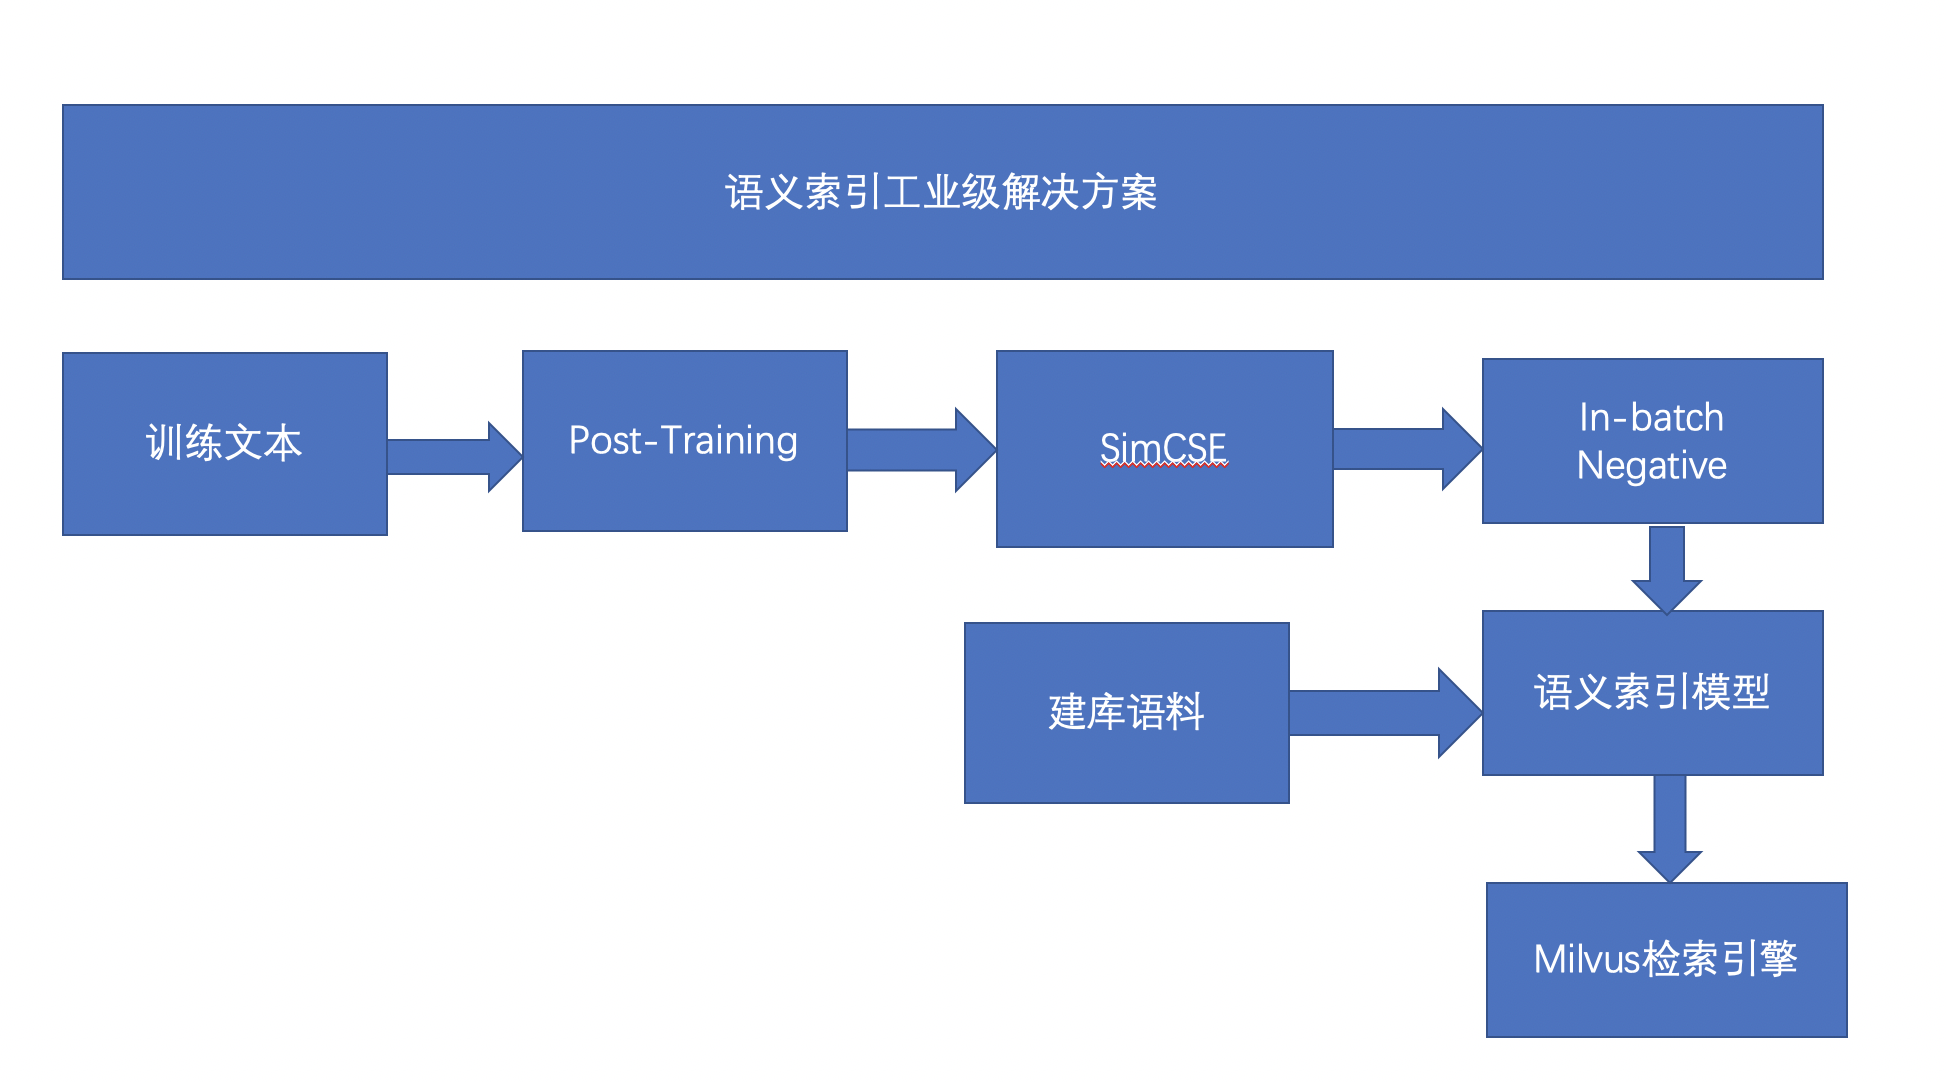 语义索引工业级解决方案
训练文本
Post-Training
SimCSE
In-batch
Negative
建库语料
语义索引模型
Milvus检索引擎